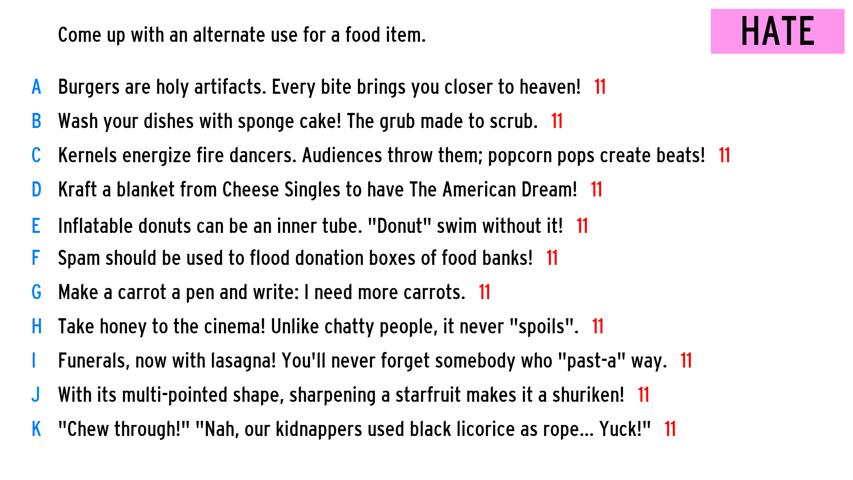 Come up with an alternate use for a food item.
HATE
A Burgers are holy artifacts. Every bite brings you closer to heaven! 11
B Wash your dishes with sponge cake! The grub made to scrub. 11
C Kernels energize fire dancers. Audiences throw them; popcorn pops create beats! 11
D Kraft a blanket from Cheese Singles to have The American Dream! 11
E Inflatable donuts can be an inner tube. "Donut" swim without it! 11
F Spam should be used to flood donation boxes of food banks! 11
G Make a carrot a pen and write: I need more carrots. 11
H Take honey to the cinema! Unlike chatty people, it never "spoils". 11
I Funerals, now with lasagna! You'll never forget somebody who "past-a" way. 11
J With its multi-pointed shape, sharpening a starfruit makes it a shuriken! 11
K "Chew through!" "Nah, our kidnappers used black licorice as rope... Yuck!" 11